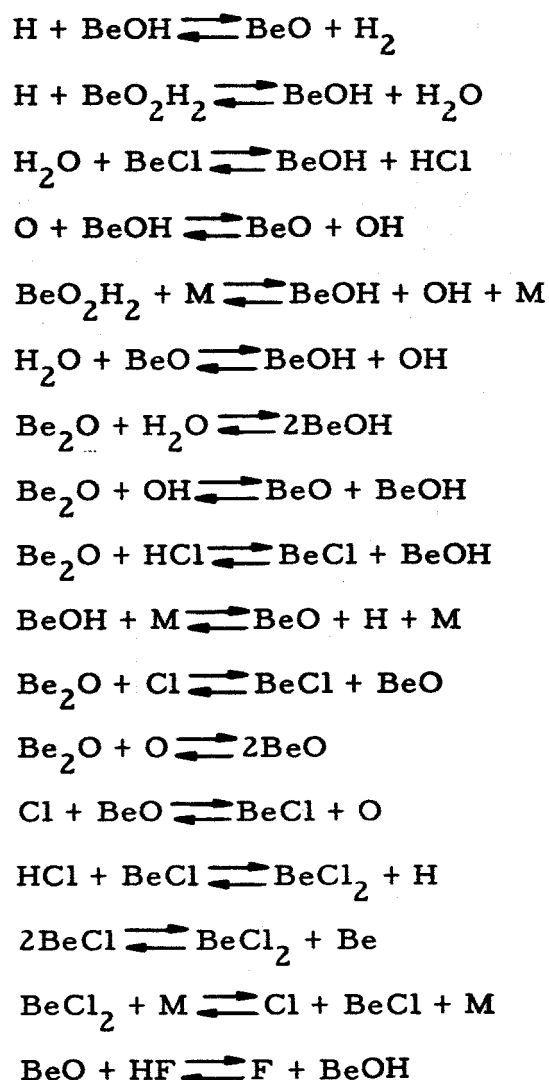 H + BeOH ⇌ BeO + H₂
H + BeO₂H₂ ⇌ BeOH + H₂O
H₂O + BeCl ⇌ BeOH + HCl
O + BeOH ⇌ BeO + OH
BeO₂H₂ + M ⇌ BeOH + OH + M
H₂O + BeO ⇌ BeOH + OH
Be₂O + H₂O ⇌ 2BeOH
Be₂O + OH ⇌ BeO + BeOH
Be₂O + HCl ⇌ BeCl + BeOH
BeOH + M ⇌ BeO + H + M
Be₂O + Cl ⇌ BeCl + BeO
Be₂O + O ⇌ 2BeO
Cl + BeO ⇌ BeCl + O
HCl + BeCl ⇌ BeCl₂ + H
2BeCl ⇌ BeCl₂ + Be
BeCl₂ + M ⇌ Cl + BeCl + M
BeO + HF ⇌ F + BeOH